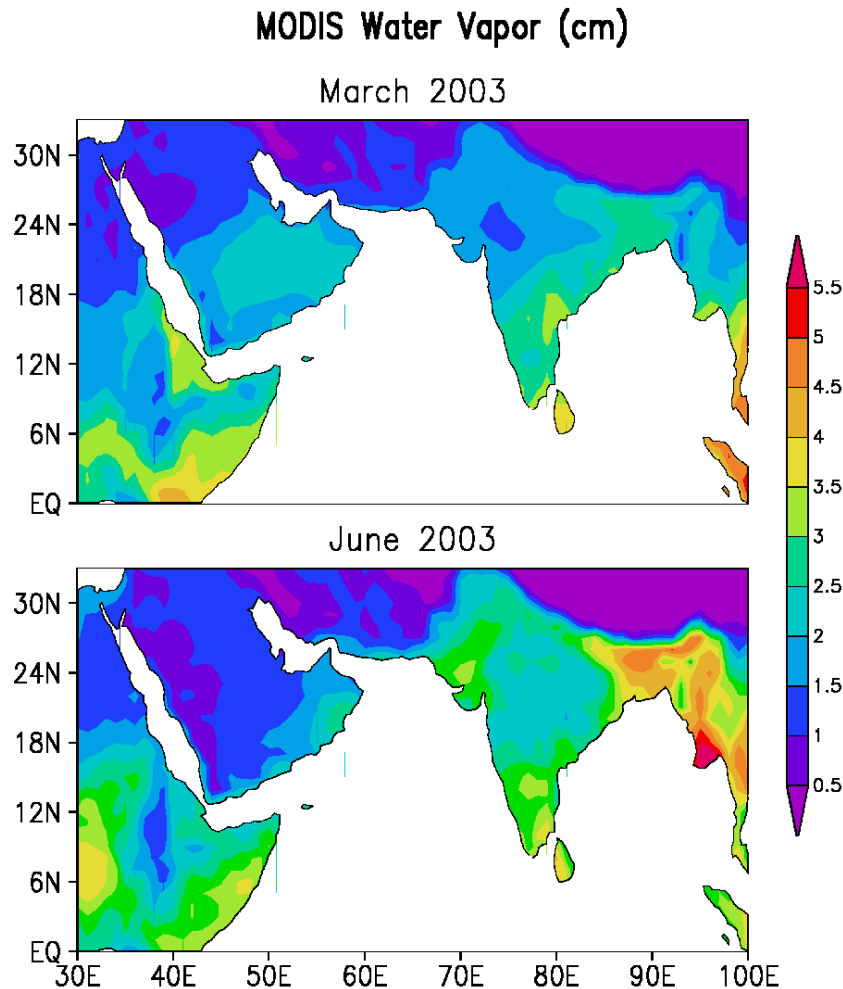 MODIS Water Vapor (cm)
March 2003
30N
24N
18N
12N
6N
EQ
June 2003
30N
24N
18N
12N
6N
EQ
30E 40E 50E 60E 70E 80E 90E 100E
5.5
5
4.5
4
3.5
3
2.5
2
1.5
1
0.5